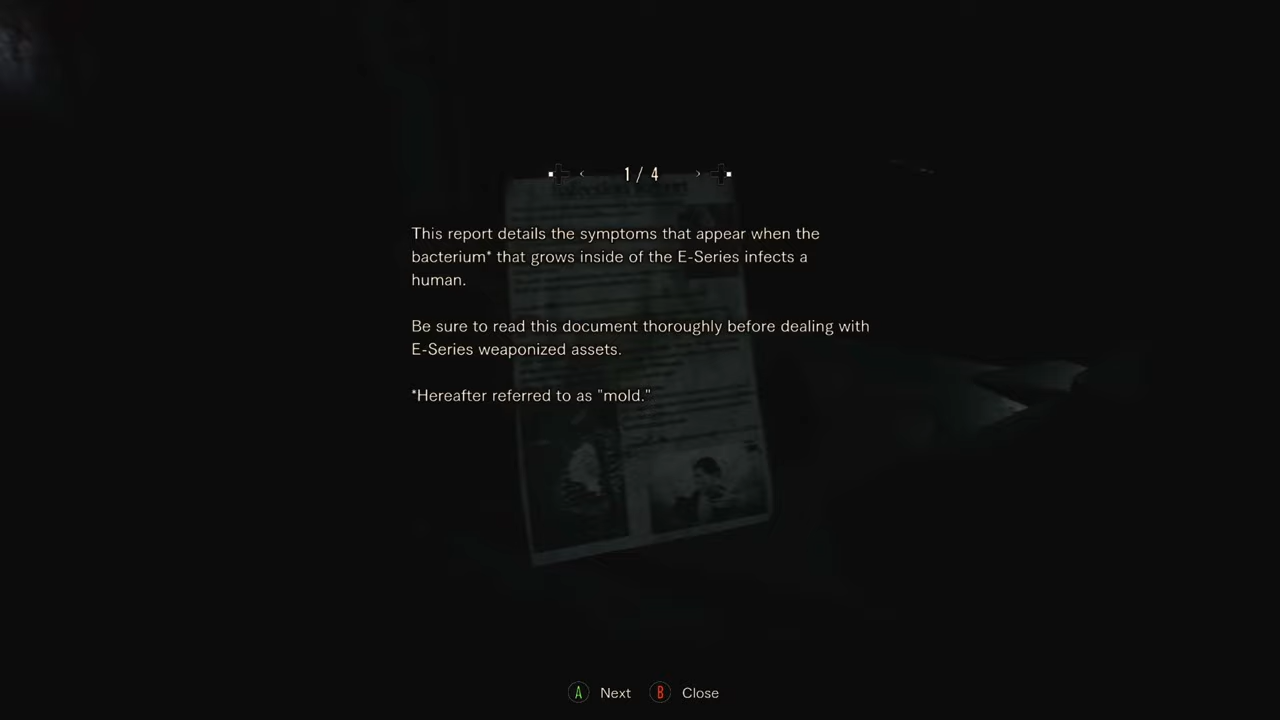 1 / 4
This report details the symptoms that appear when the
bacterium* that grows inside of the E-Series infects a
human.
Be sure to read this document thoroughly before dealing with
E-Series weaponized assets.
*Hereafter referred to as "mold."
A Next B Close